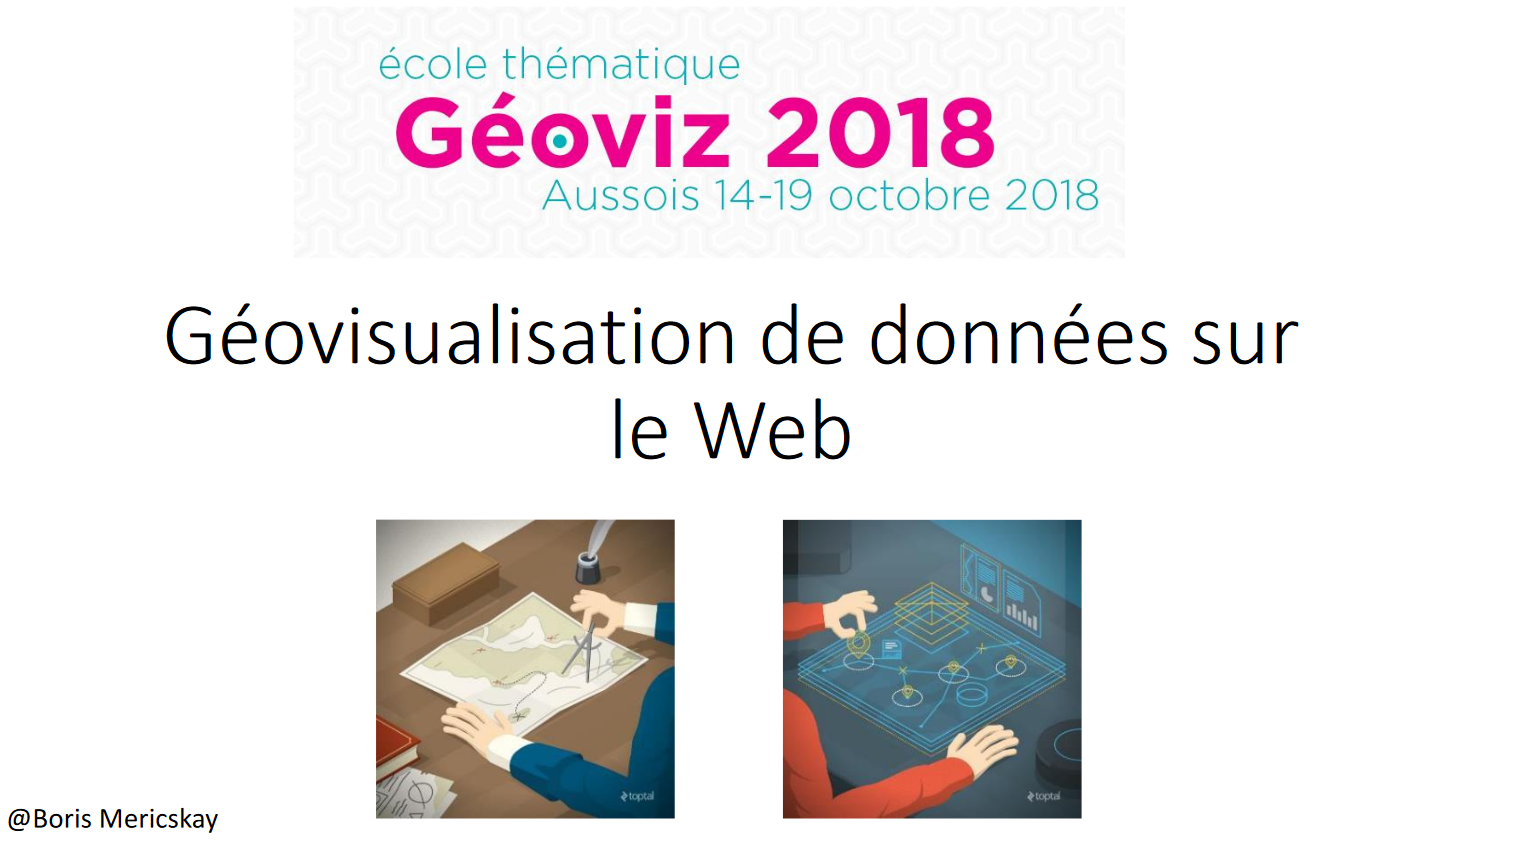 école thématique
Géoviz 2018
Aussois 14-19 octobre 2018
Géovisualisation de données sur
le Web
toptal
toptal
@Boris Mericskay